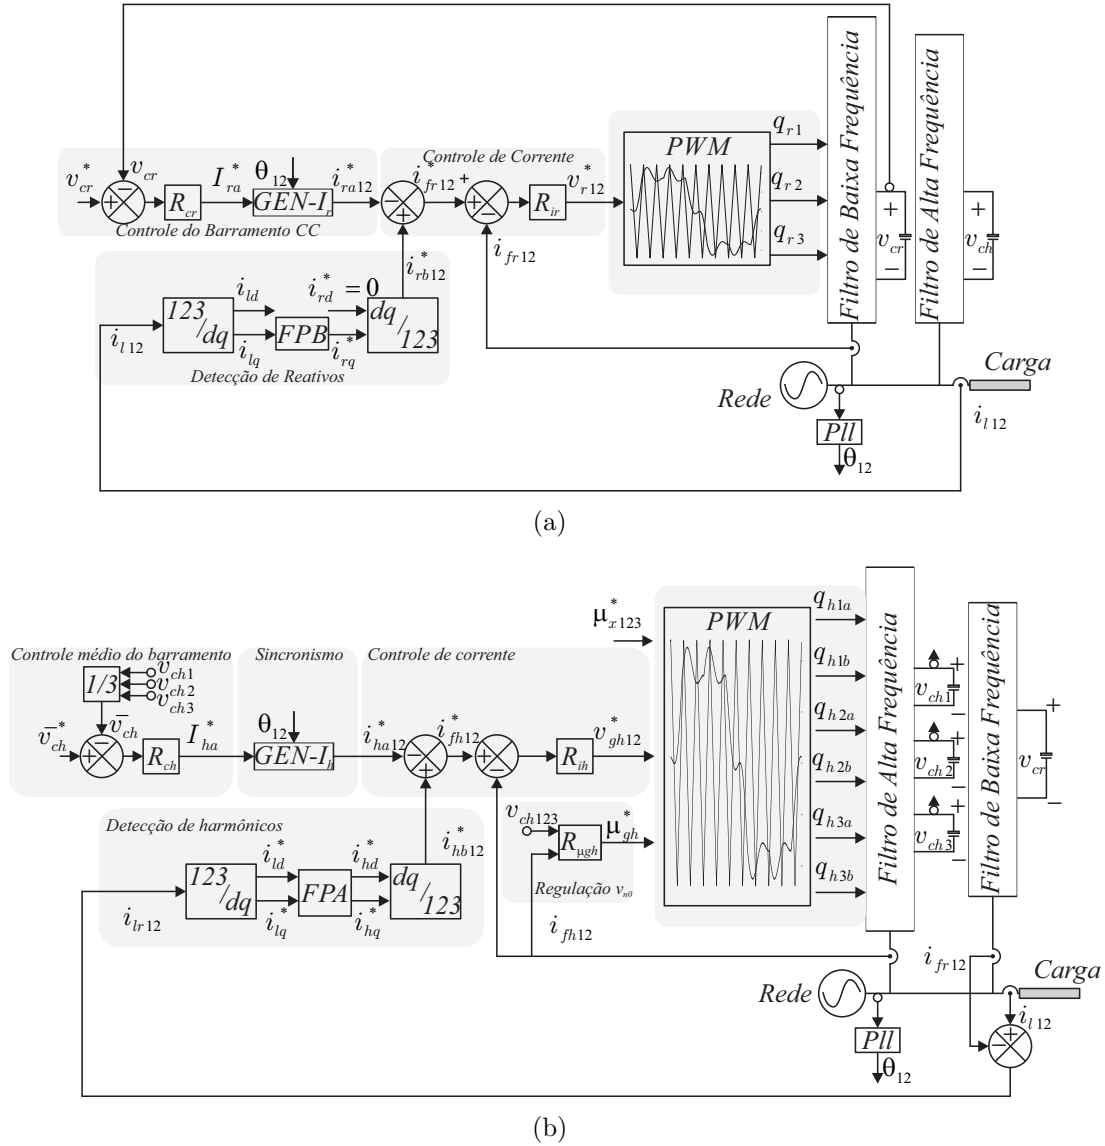 v*cr
vcr
I*ra
θ12
i*ra12
Rcr
GEN-Ir
Controle do Barramento CC
Controle de Corrente
i*fr12
+
v*r12
Rir
ifr12
PWM
qr1
qr2
qr3
Filtro de Baixa Frequência
Filtro de Alta Frequência
+
vcr
−
+
vch
−
i*rb12
il12
123/dq
ild
ilq
FPB
i*rd = 0
i*rq
dq/123
Detecção de Reativos
Rede
Pll
θ12
Carga
il12
(a)
Controle médio do barramento
Sincronismo
Controle de corrente
1/3
vch1
vch2
vch3
v̄*ch
v̄ch
Rch
I*ha
θ12
GEN-Ih
i*ha12
i*fh12
Rih
v*gh12
μ*x123
PWM
qh1a
qh1b
qh2a
qh2b
qh3a
qh3b
Filtro de Alta Frequência
+
vch1
−
+
vch2
−
+
vch3
−
Filtro de Baixa Frequência
+
vcr
−
Detecção de harmônicos
ilr12
123/dq
i*ld
i*lq
FPA
i*hd
i*hq
dq/123
i*hb12
vch123
Rμgh
μ*gh
Regulação vn0
ifh12
Rede
Pll
θ12
ifr12
Carga
il12
(b)